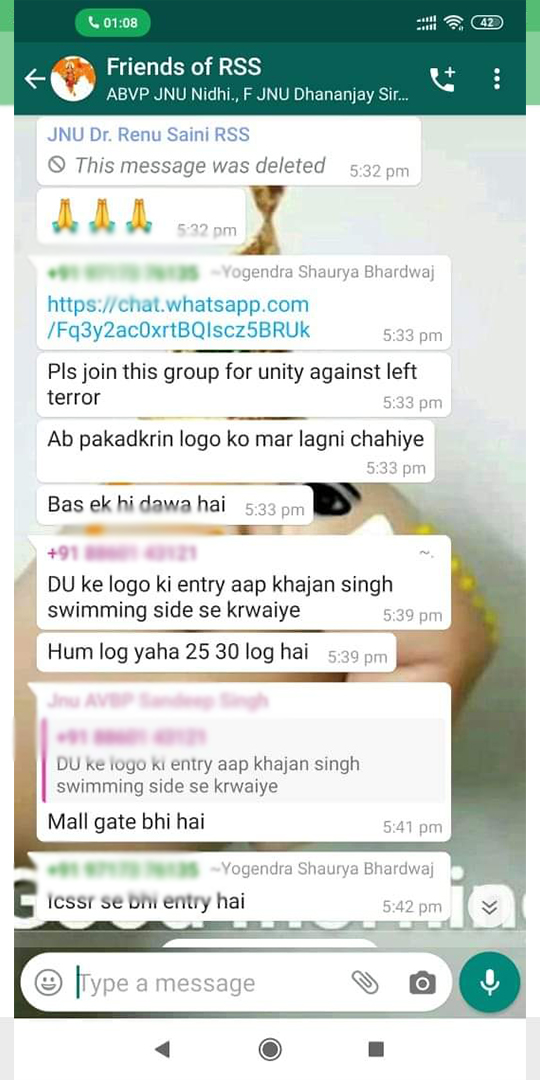 01:08
42
Friends of RSS
ABVP JNU Nidhi., F JNU Dhananjay Sir...
JNU Dr. Renu Saini RSS
This message was deleted 5:32 pm
5:32 pm
~Yogendra Shaurya Bhardwaj
https://chat.whatsapp.com
/Fq3y2ac0xrtBQIscz5BRUk 5:33 pm
Pls join this group for unity against left
terror 5:33 pm
Ab pakadkrin logo ko mar lagni chahiye
5:33 pm
Bas ek hi dawa hai 5:33 pm
+91 ~.
DU ke logo ki entry aap khajan singh
swimming side se krwaiye 5:39 pm
Hum log yaha 25 30 log hai 5:39 pm
DU ke logo ki entry aap khajan singh
swimming side se krwaiye
Mall gate bhi hai 5:41 pm
~Yogendra Shaurya Bhardwaj
Icssr se bhi entry hai 5:42 pm
Type a message